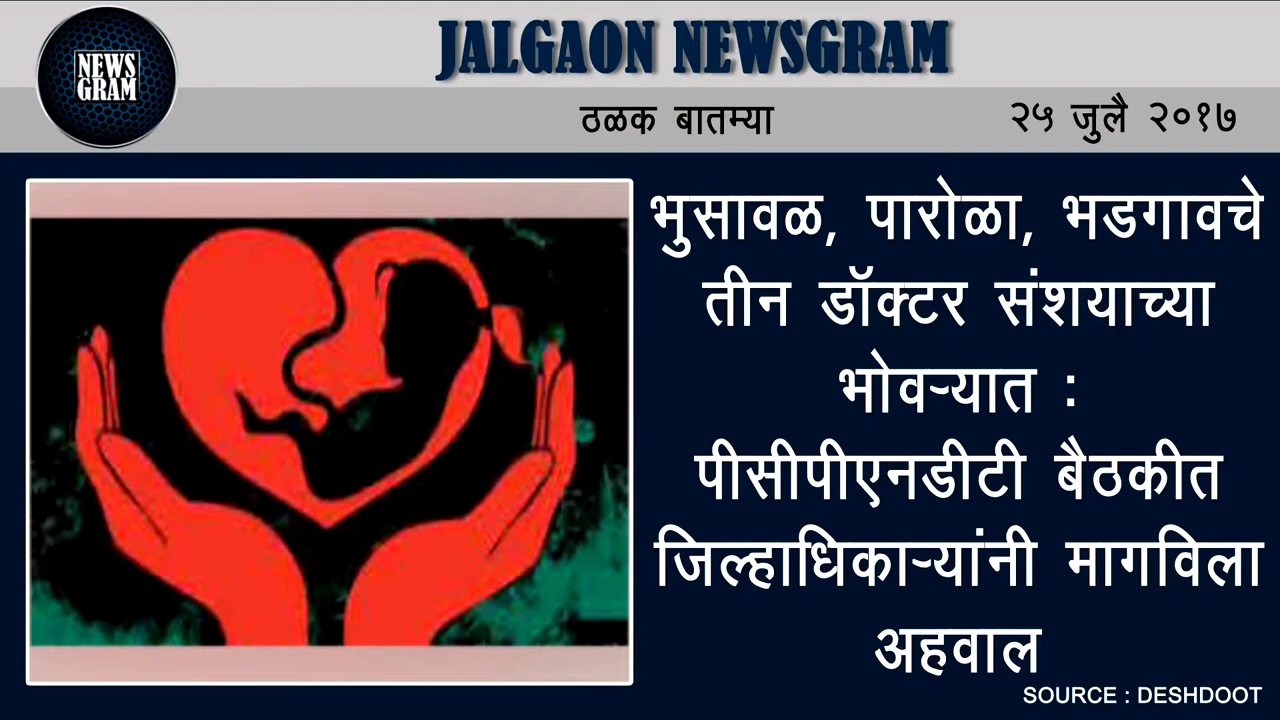 NEWS
GRAM
JALGAON NEWSGRAM
ठळक बातम्या
२५ जुलै २०१७
भुसावळ, पारोळा, भडगावचे
तीन डॉक्टर संशयाच्या
भोवऱ्यात :
पीसीपीएनडीटी बैठकीत
जिल्हाधिकाऱ्यांनी मागविला
अहवाल
SOURCE : DESHDOOT